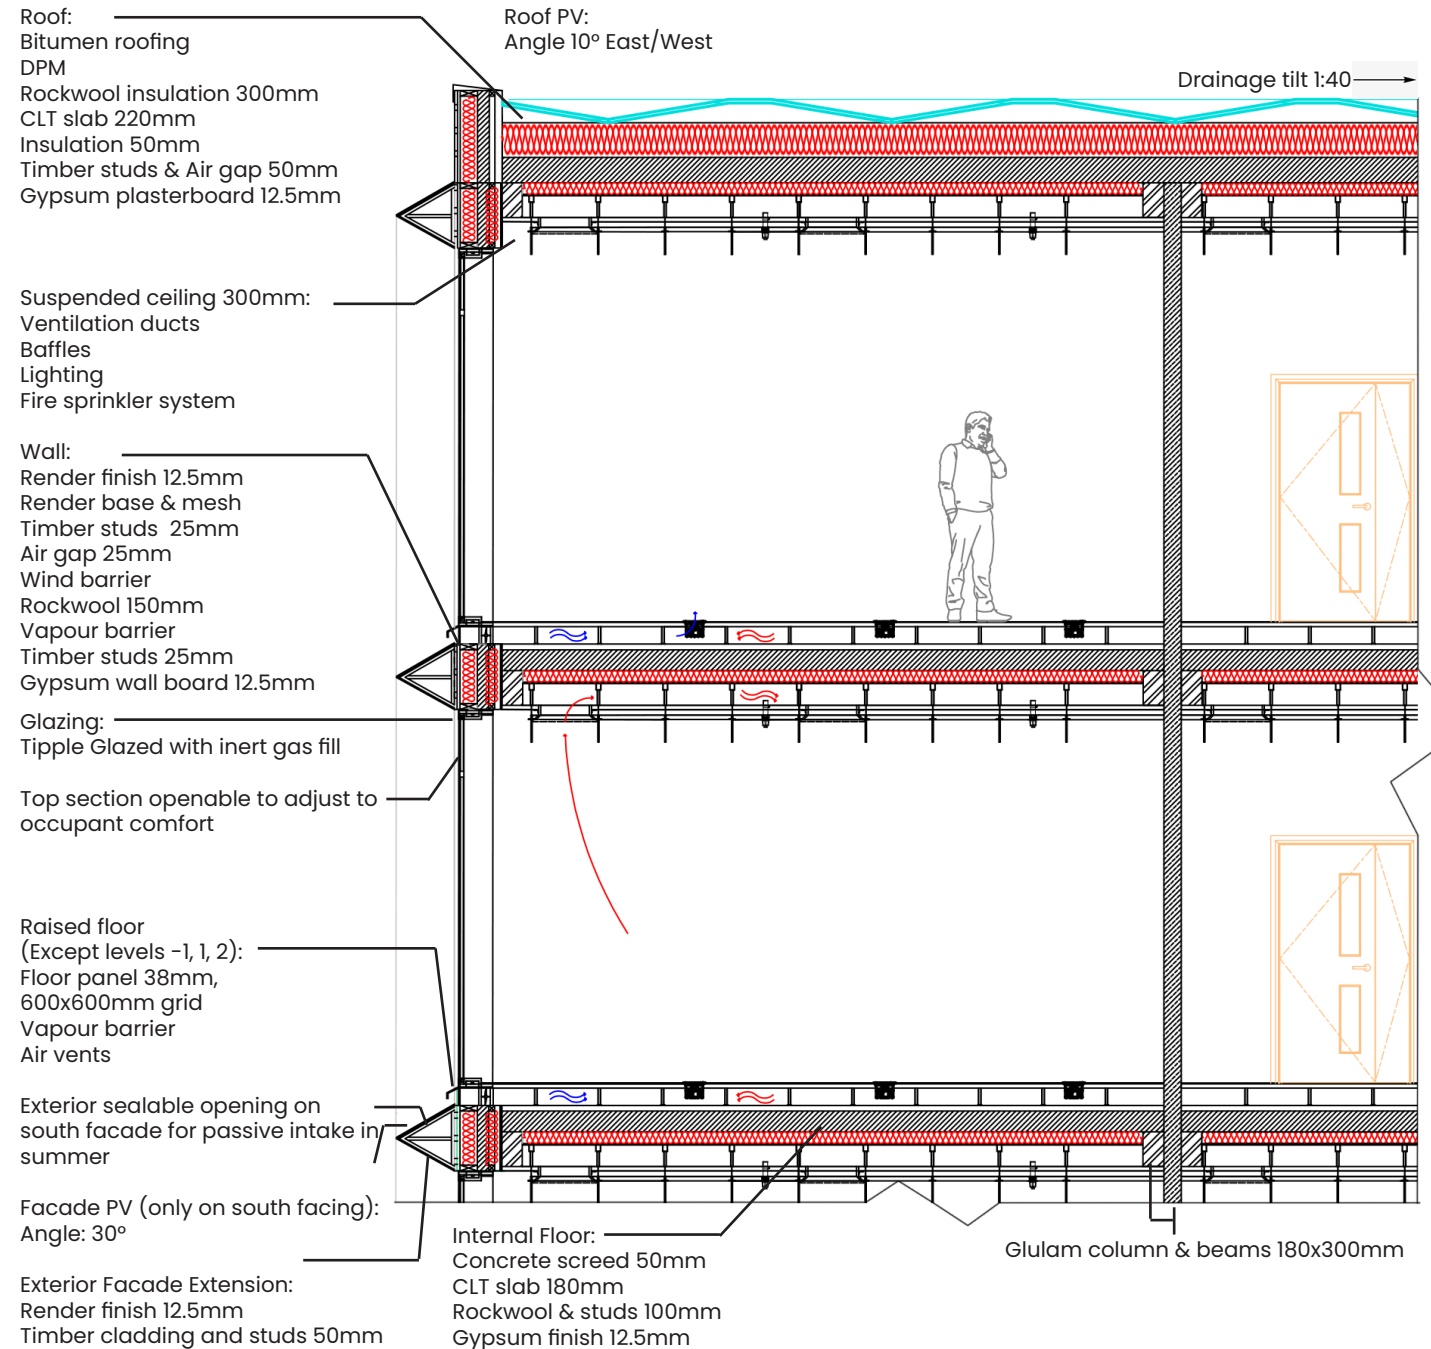 Roof:
Bitumen roofing
DPM
Rockwool insulation 300mm
CLT slab 220mm
Insulation 50mm
Timber studs & Air gap 50mm
Gypsum plasterboard 12.5mm
Roof PV:
Angle 10° East/West
Drainage tilt 1:40
Suspended ceiling 300mm:
Ventilation ducts
Baffles
Lighting
Fire sprinkler system
Wall:
Render finish 12.5mm
Render base & mesh
Timber studs  25mm
Air gap 25mm
Wind barrier
Rockwool 150mm
Vapour barrier
Timber studs 25mm
Gypsum wall board 12.5mm
Glazing:
Tipple Glazed with inert gas fill
Top section openable to adjust to
occupant comfort
Raised floor
(Except levels -1, 1, 2):
Floor panel 38mm,
600x600mm grid
Vapour barrier
Air vents
Exterior sealable opening on
south facade for passive intake in
summer
Facade PV (only on south facing):
Angle: 30°
Exterior Facade Extension:
Render finish 12.5mm
Timber cladding and studs 50mm
Internal Floor:
Concrete screed 50mm
CLT slab 180mm
Rockwool & studs 100mm
Gypsum finish 12.5mm
Glulam column & beams 180x300mm